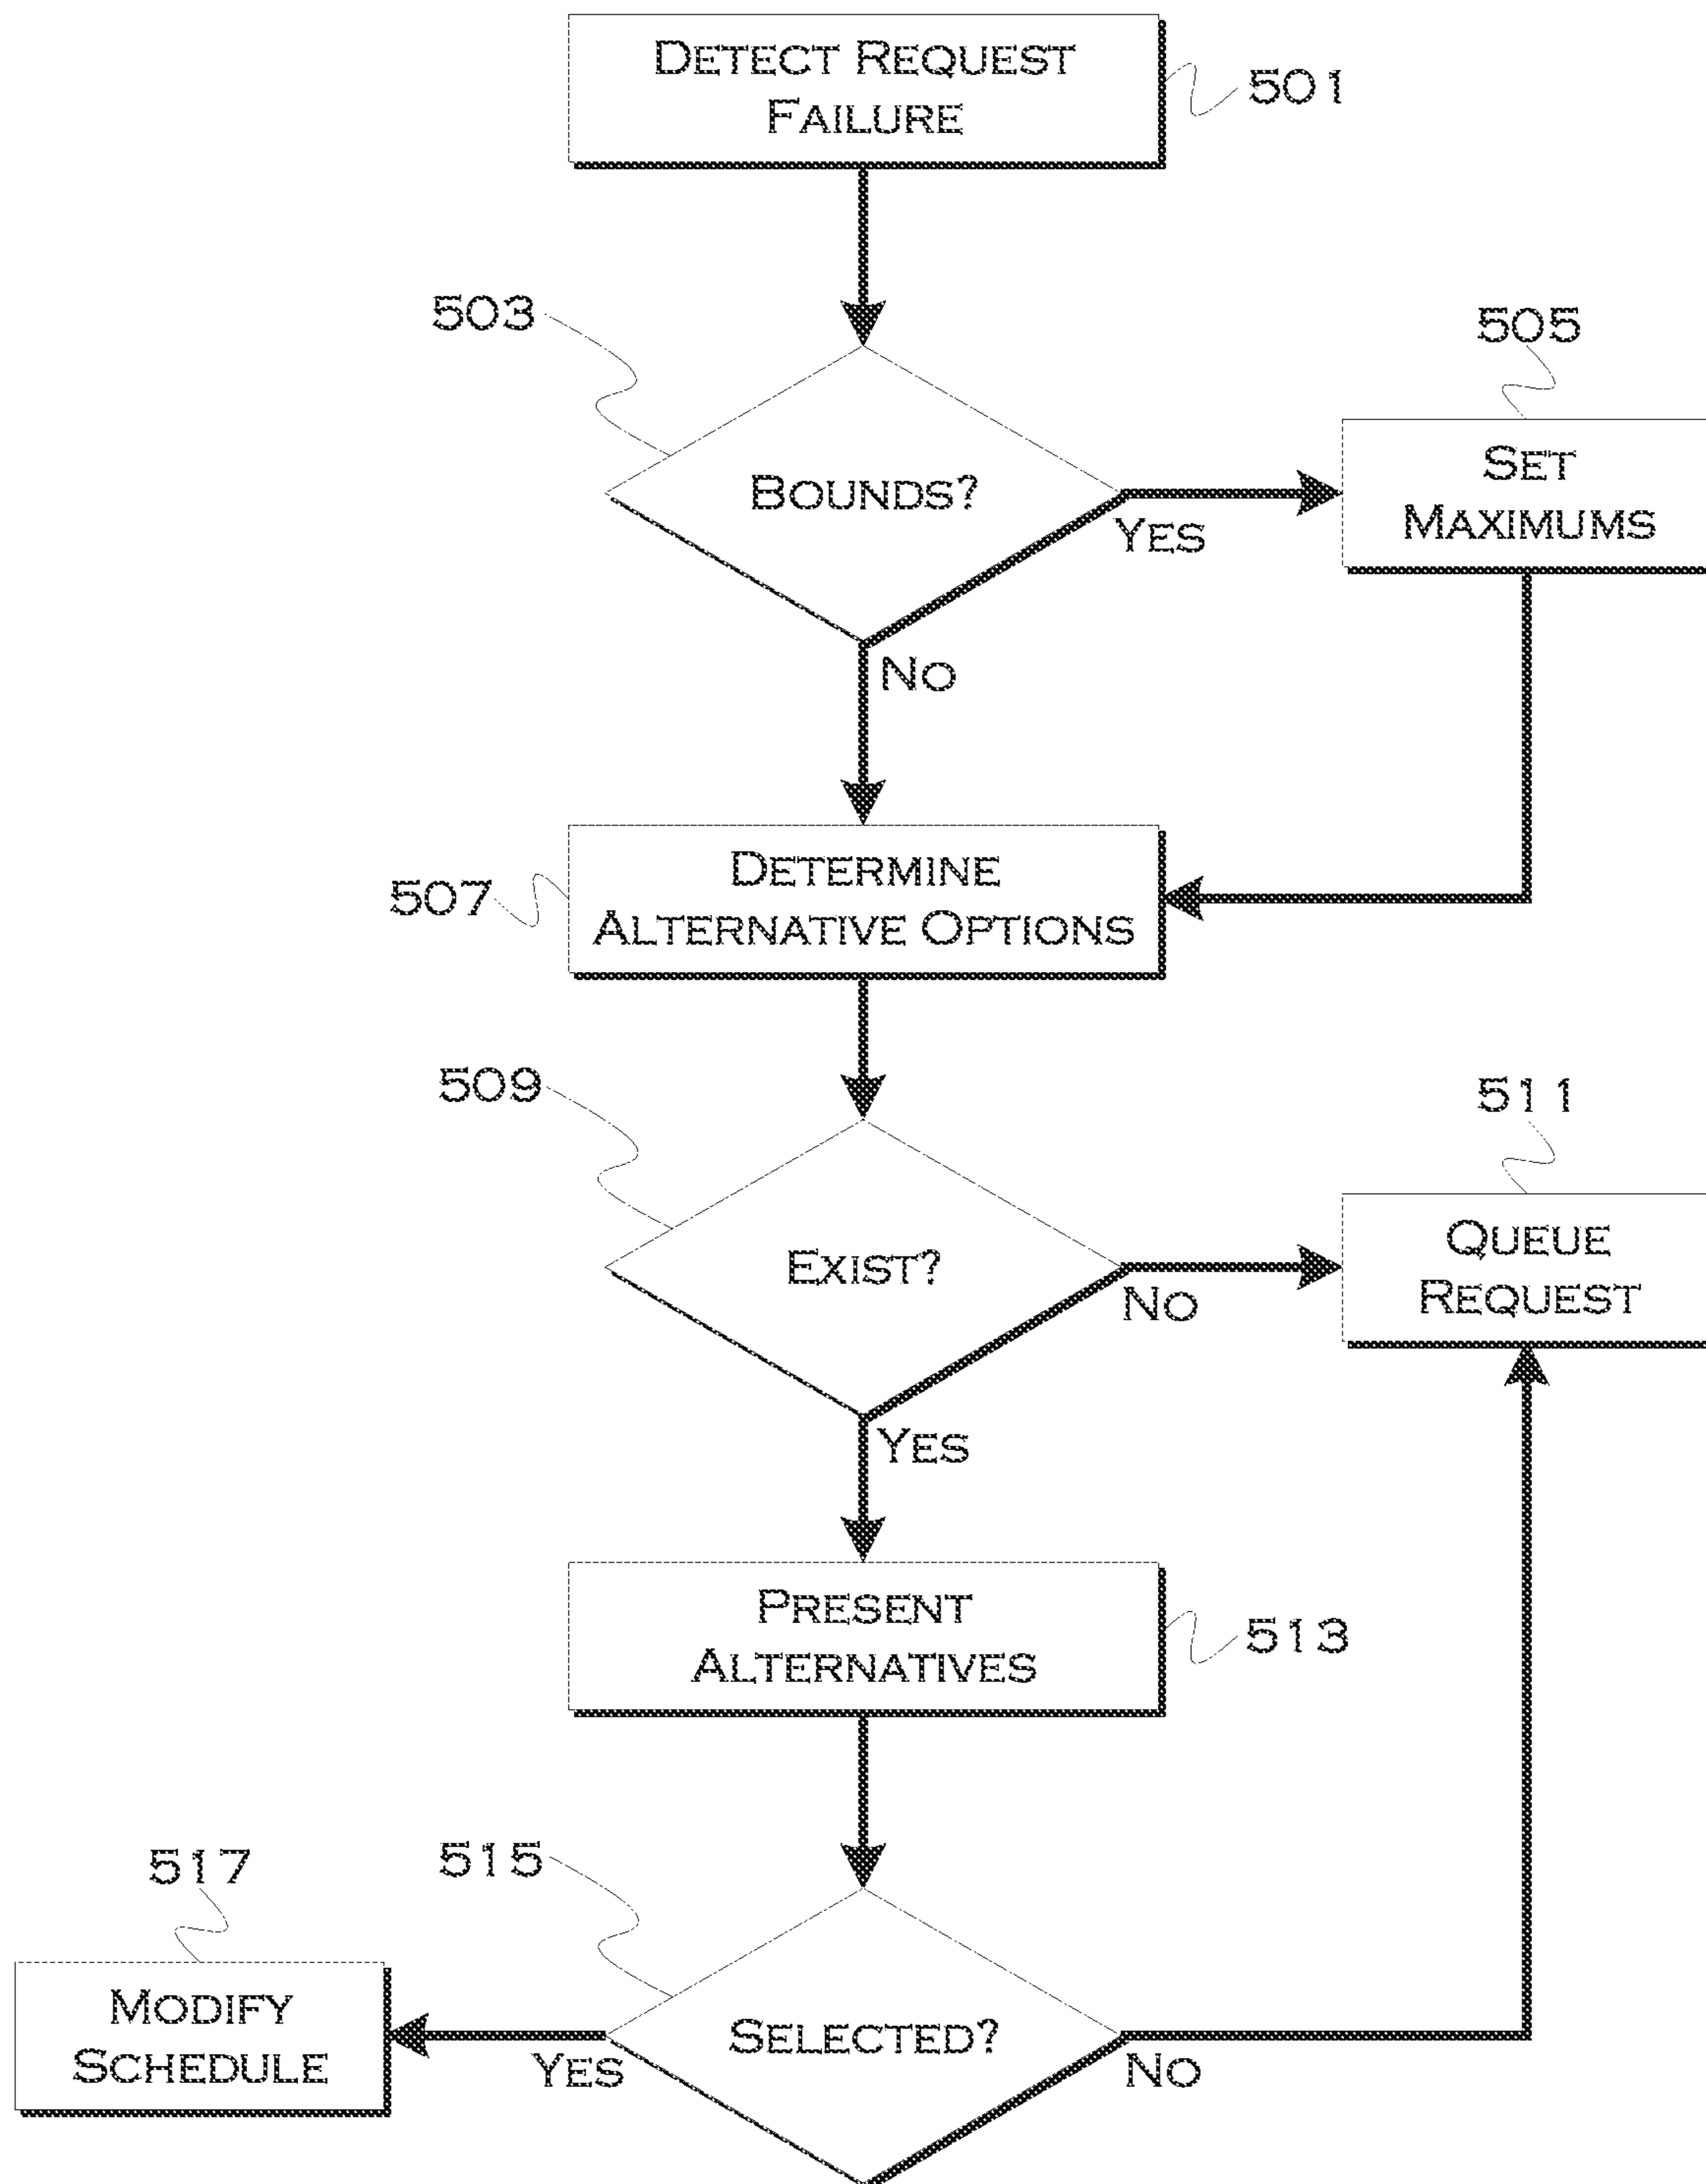 DETECT REQUEST
FAILURE
501
503
505
BOUNDS?
SET
MAXIMUMS
YES
NO
DETERMINE
ALTERNATIVE OPTIONS
507
509
511
EXIST?
QUEUE
REQUEST
NO
YES
PRESENT
ALTERNATIVES
513
515
517
MODIFY
SCHEDULE
SELECTED?
YES
NO